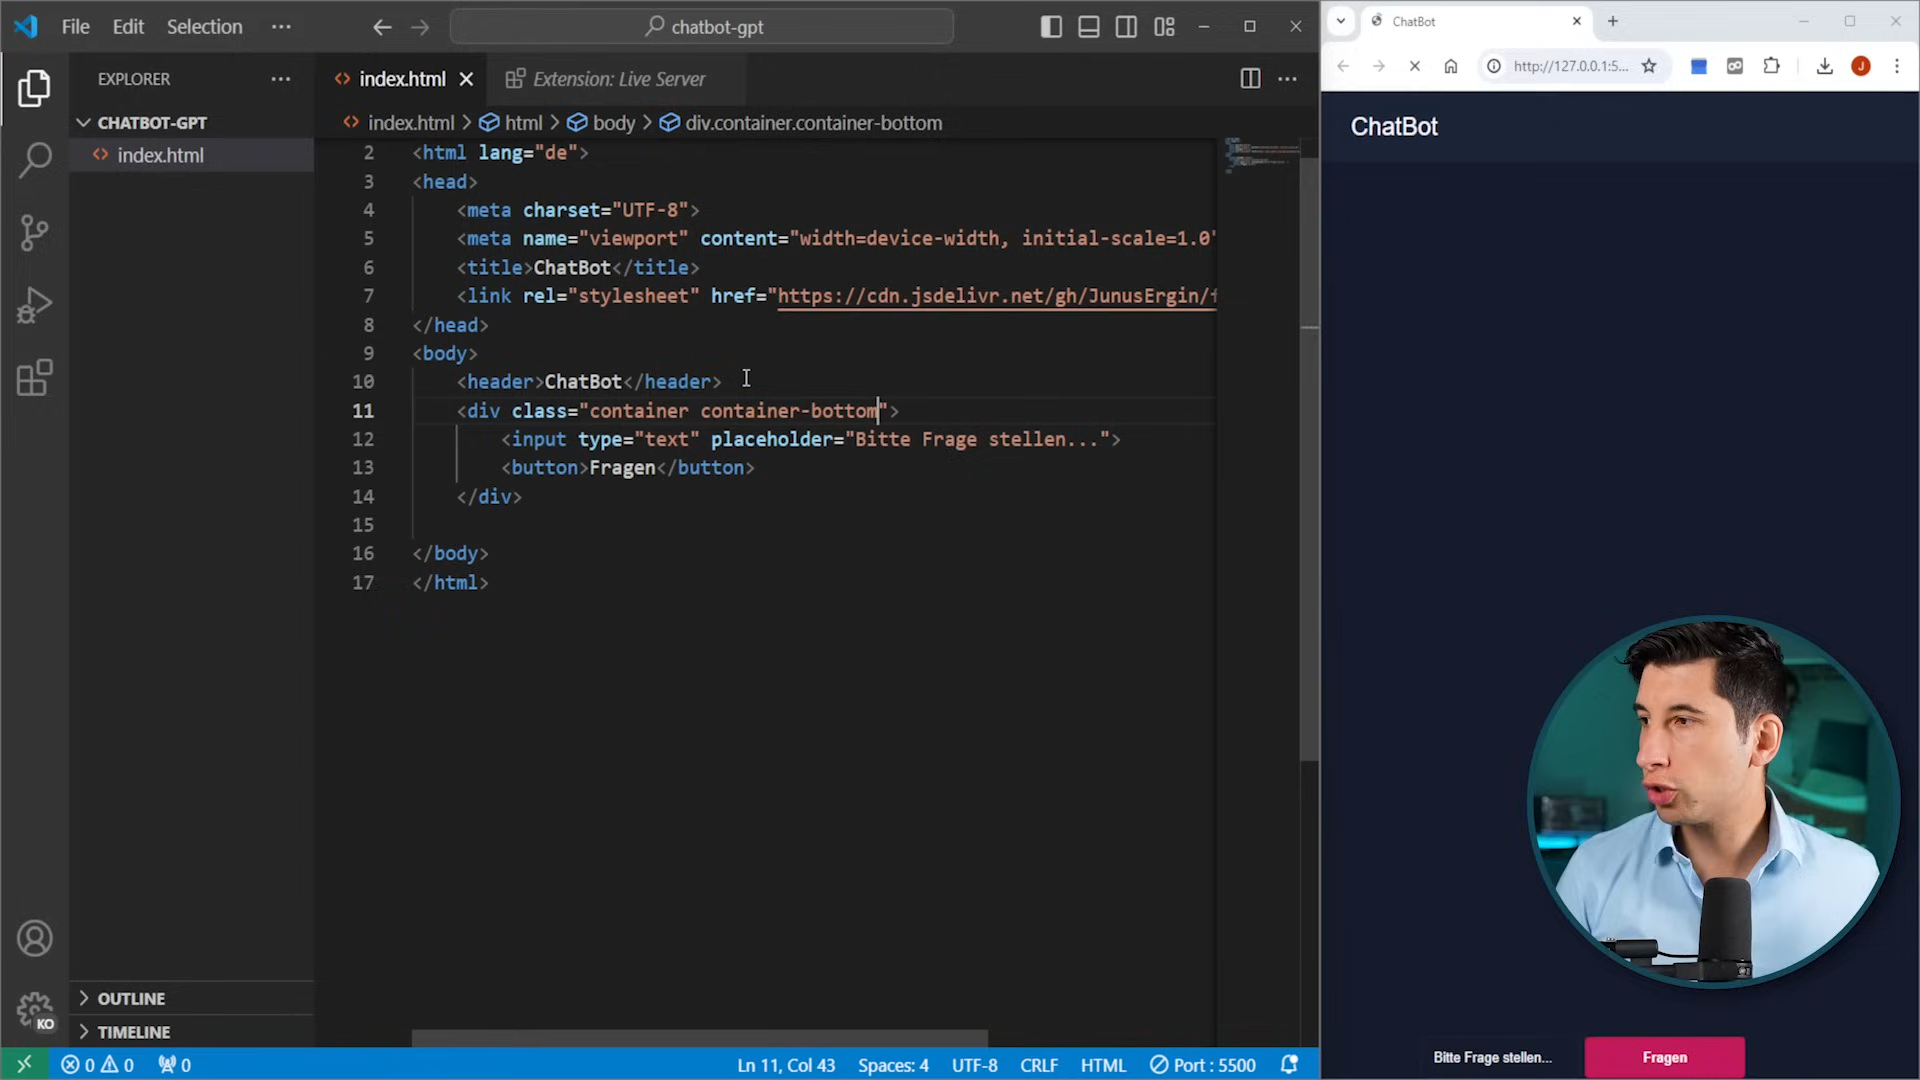 File Edit Selection ··· chatbot-gpt
ChatBot
http://127.0.0.1:5...
EXPLORER ···
CHATBOT-GPT
index.html
index.html Extension: Live Server
index.html > html > body > div.container.container-bottom
2 <html lang="de">
3 <head>
4 <meta charset="UTF-8">
5 <meta name="viewport" content="width=device-width, initial-scale=1.0"
6 <title>ChatBot</title>
7 <link rel="stylesheet" href="https://cdn.jsdelivr.net/gh/JunusErgin/
8 </head>
9 <body>
10 <header>ChatBot</header>
11 <div class="container container-bottom">
12 <input type="text" placeholder="Bitte Frage stellen...">
13 <button>Fragen</button>
14 </div>
15
16 </body>
17 </html>
OUTLINE
TIMELINE
KO
0 0 0 Ln 11, Col 43 Spaces: 4 UTF-8 CRLF HTML Port : 5500
J
ChatBot
Bitte Frage stellen... Fragen